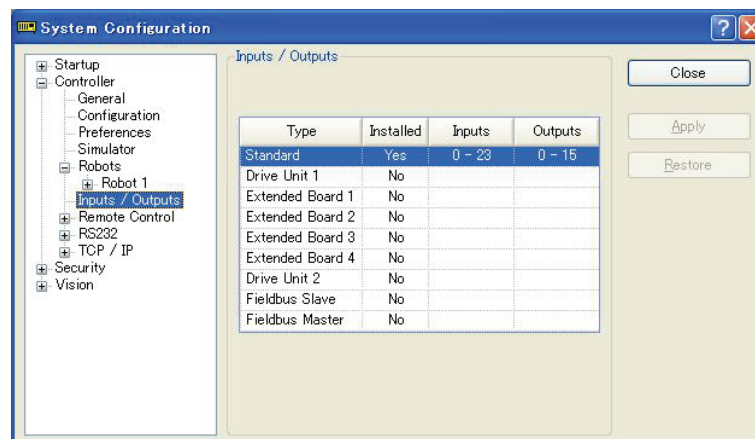 System Configuration
Startup
Controller
General
Configuration
Preferences
Simulator
Robots
Robot 1
Inputs / Outputs
Remote Control
RS232
TCP / IP
Security
Vision
Inputs / Outputs
Type Installed Inputs Outputs
Standard Yes 0 - 23 0 - 15
Drive Unit 1 No
Extended Board 1 No
Extended Board 2 No
Extended Board 3 No
Extended Board 4 No
Drive Unit 2 No
Fieldbus Slave No
Fieldbus Master No
Close
Apply
Restore